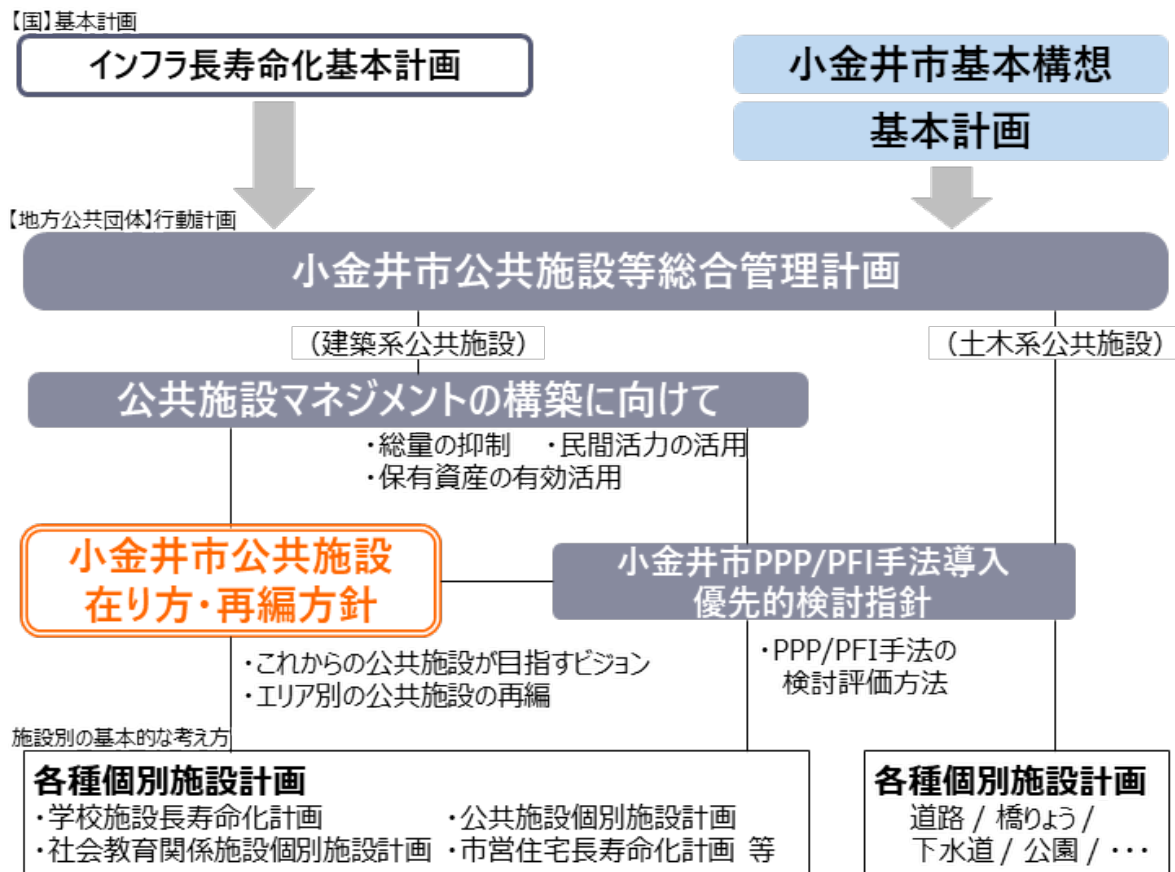 【国】基本計画
インフラ長寿命化基本計画
小金井市基本構想
基本計画
【地方公共団体】行動計画
小金井市公共施設等総合管理計画
（建築系公共施設）
（土木系公共施設）
公共施設マネジメントの構築に向けて
・総量の抑制　・民間活力の活用
・保有資産の有効活用
小金井市公共施設
在り方・再編方針
小金井市PPP/PFI手法導入
優先的検討指針
・これからの公共施設が目指すビジョン
・エリア別の公共施設の再編
・PPP/PFI手法の
検討評価方法
施設別の基本的な考え方
各種個別施設計画
・学校施設長寿命化計画　・公共施設個別施設計画
・社会教育関係施設個別施設計画　・市営住宅長寿命化計画 等
各種個別施設計画
道路 / 橋りょう /
下水道 / 公園 / ・・・